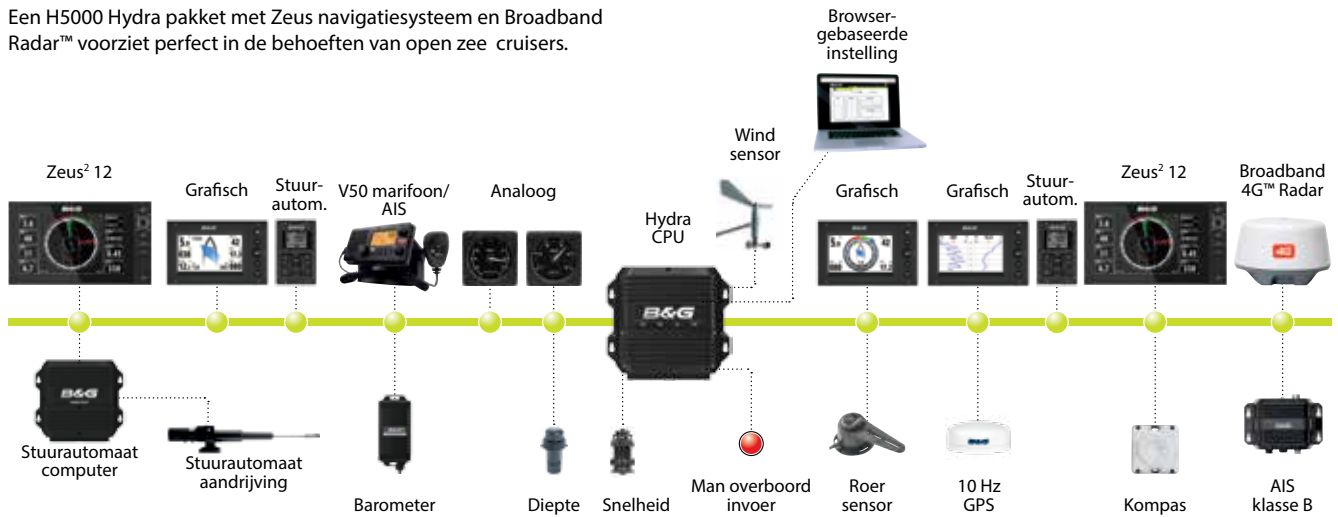 Een H5000 Hydra pakket met Zeus navigatiesysteem en Broadband
Radar™ voorziet perfect in de behoeften van open zee cruisers.
Browser-
gebaseerde
instelling
Wind
sensor
Zeus² 12
Grafisch
Stuur-
autom.
V50 marifoon/
AIS
Analoog
Hydra
CPU
Grafisch
Grafisch
Stuur-
autom.
Zeus² 12
Broadband
4G™ Radar
B&G
4G
B&G
Stuurautomaat
computer
Stuurautomaat
aandrijving
Barometer
Diepte
Snelheid
Man overboord
invoer
Roer
sensor
B&G
10 Hz
GPS
Kompas
AIS
klasse B